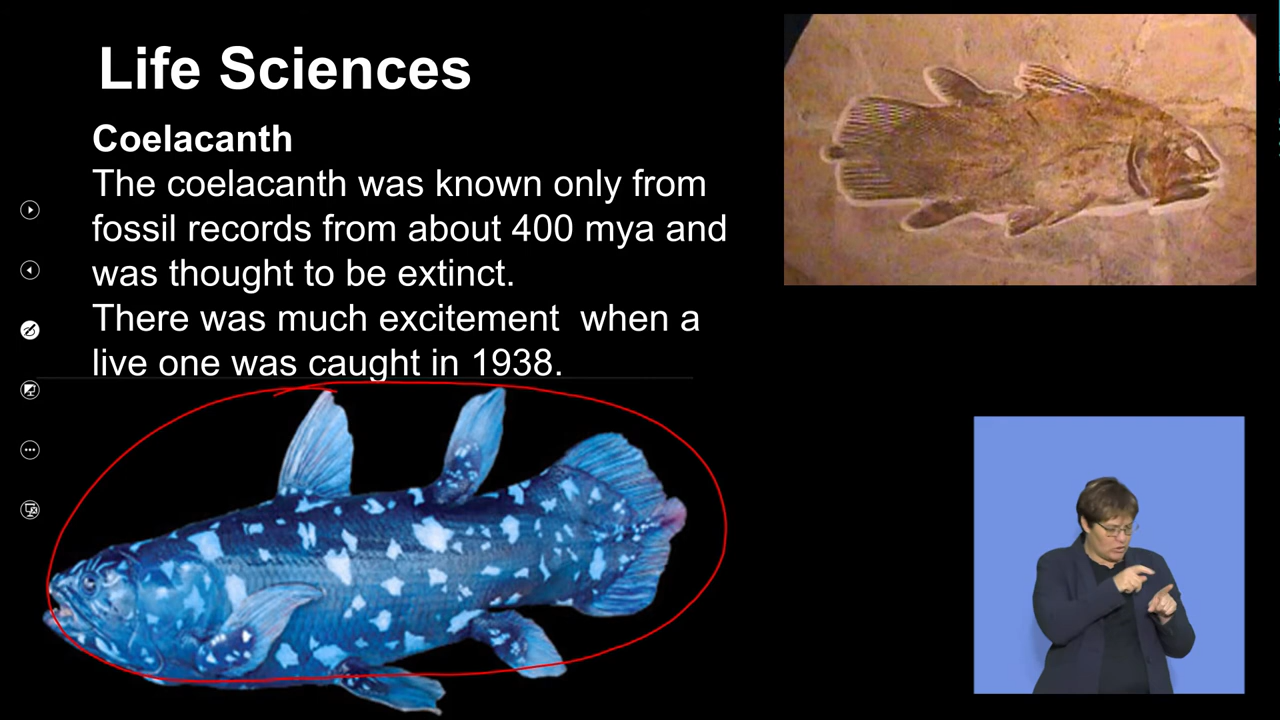 Life Sciences
Coelacanth
The coelacanth was known only from
fossil records from about 400 mya and
was thought to be extinct.
There was much excitement  when a
live one was caught in 1938.